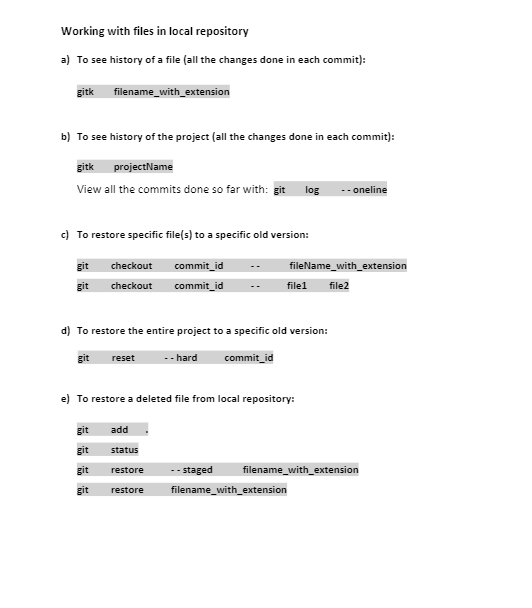 Working with files in local repository
a) To see history of a file (all the changes done in each commit):
gitk filename_with_extension
b) To see history of the project (all the changes done in each commit):
gitk projectName
View all the commits done so far with: git log -- oneline
c) To restore specific file(s) to a specific old version:
git checkout commit_id -- fileName_with_extension
git checkout commit_id -- file1 file2
d) To restore the entire project to a specific old version:
git reset -- hard commit_id
e) To restore a deleted file from local repository:
git add .
git status
git restore -- staged filename_with_extension
git restore filename_with_extension